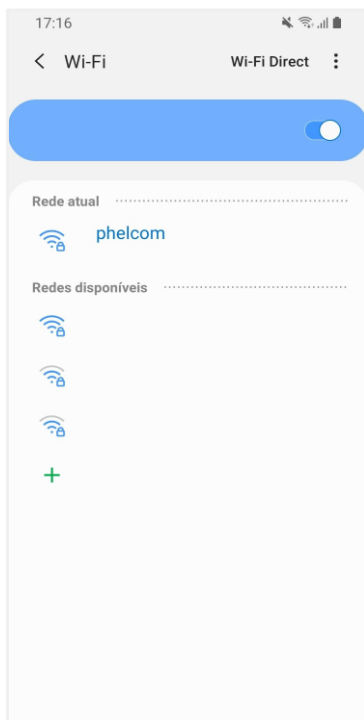 17:16
Wi-Fi Wi-Fi Direct
Rede atual
phelcom
Redes disponíveis